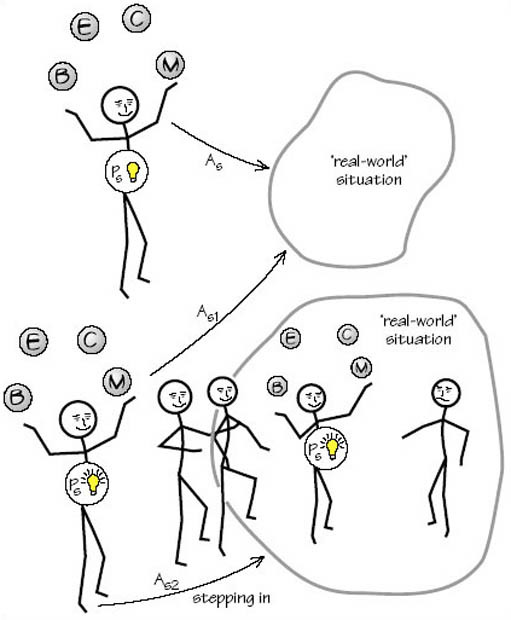 E C
B M
Ps
As
'real-world'
situation
As1
E C
B M
Ps
'real-world'
situation
E C
B M
Ps
As2
stepping in